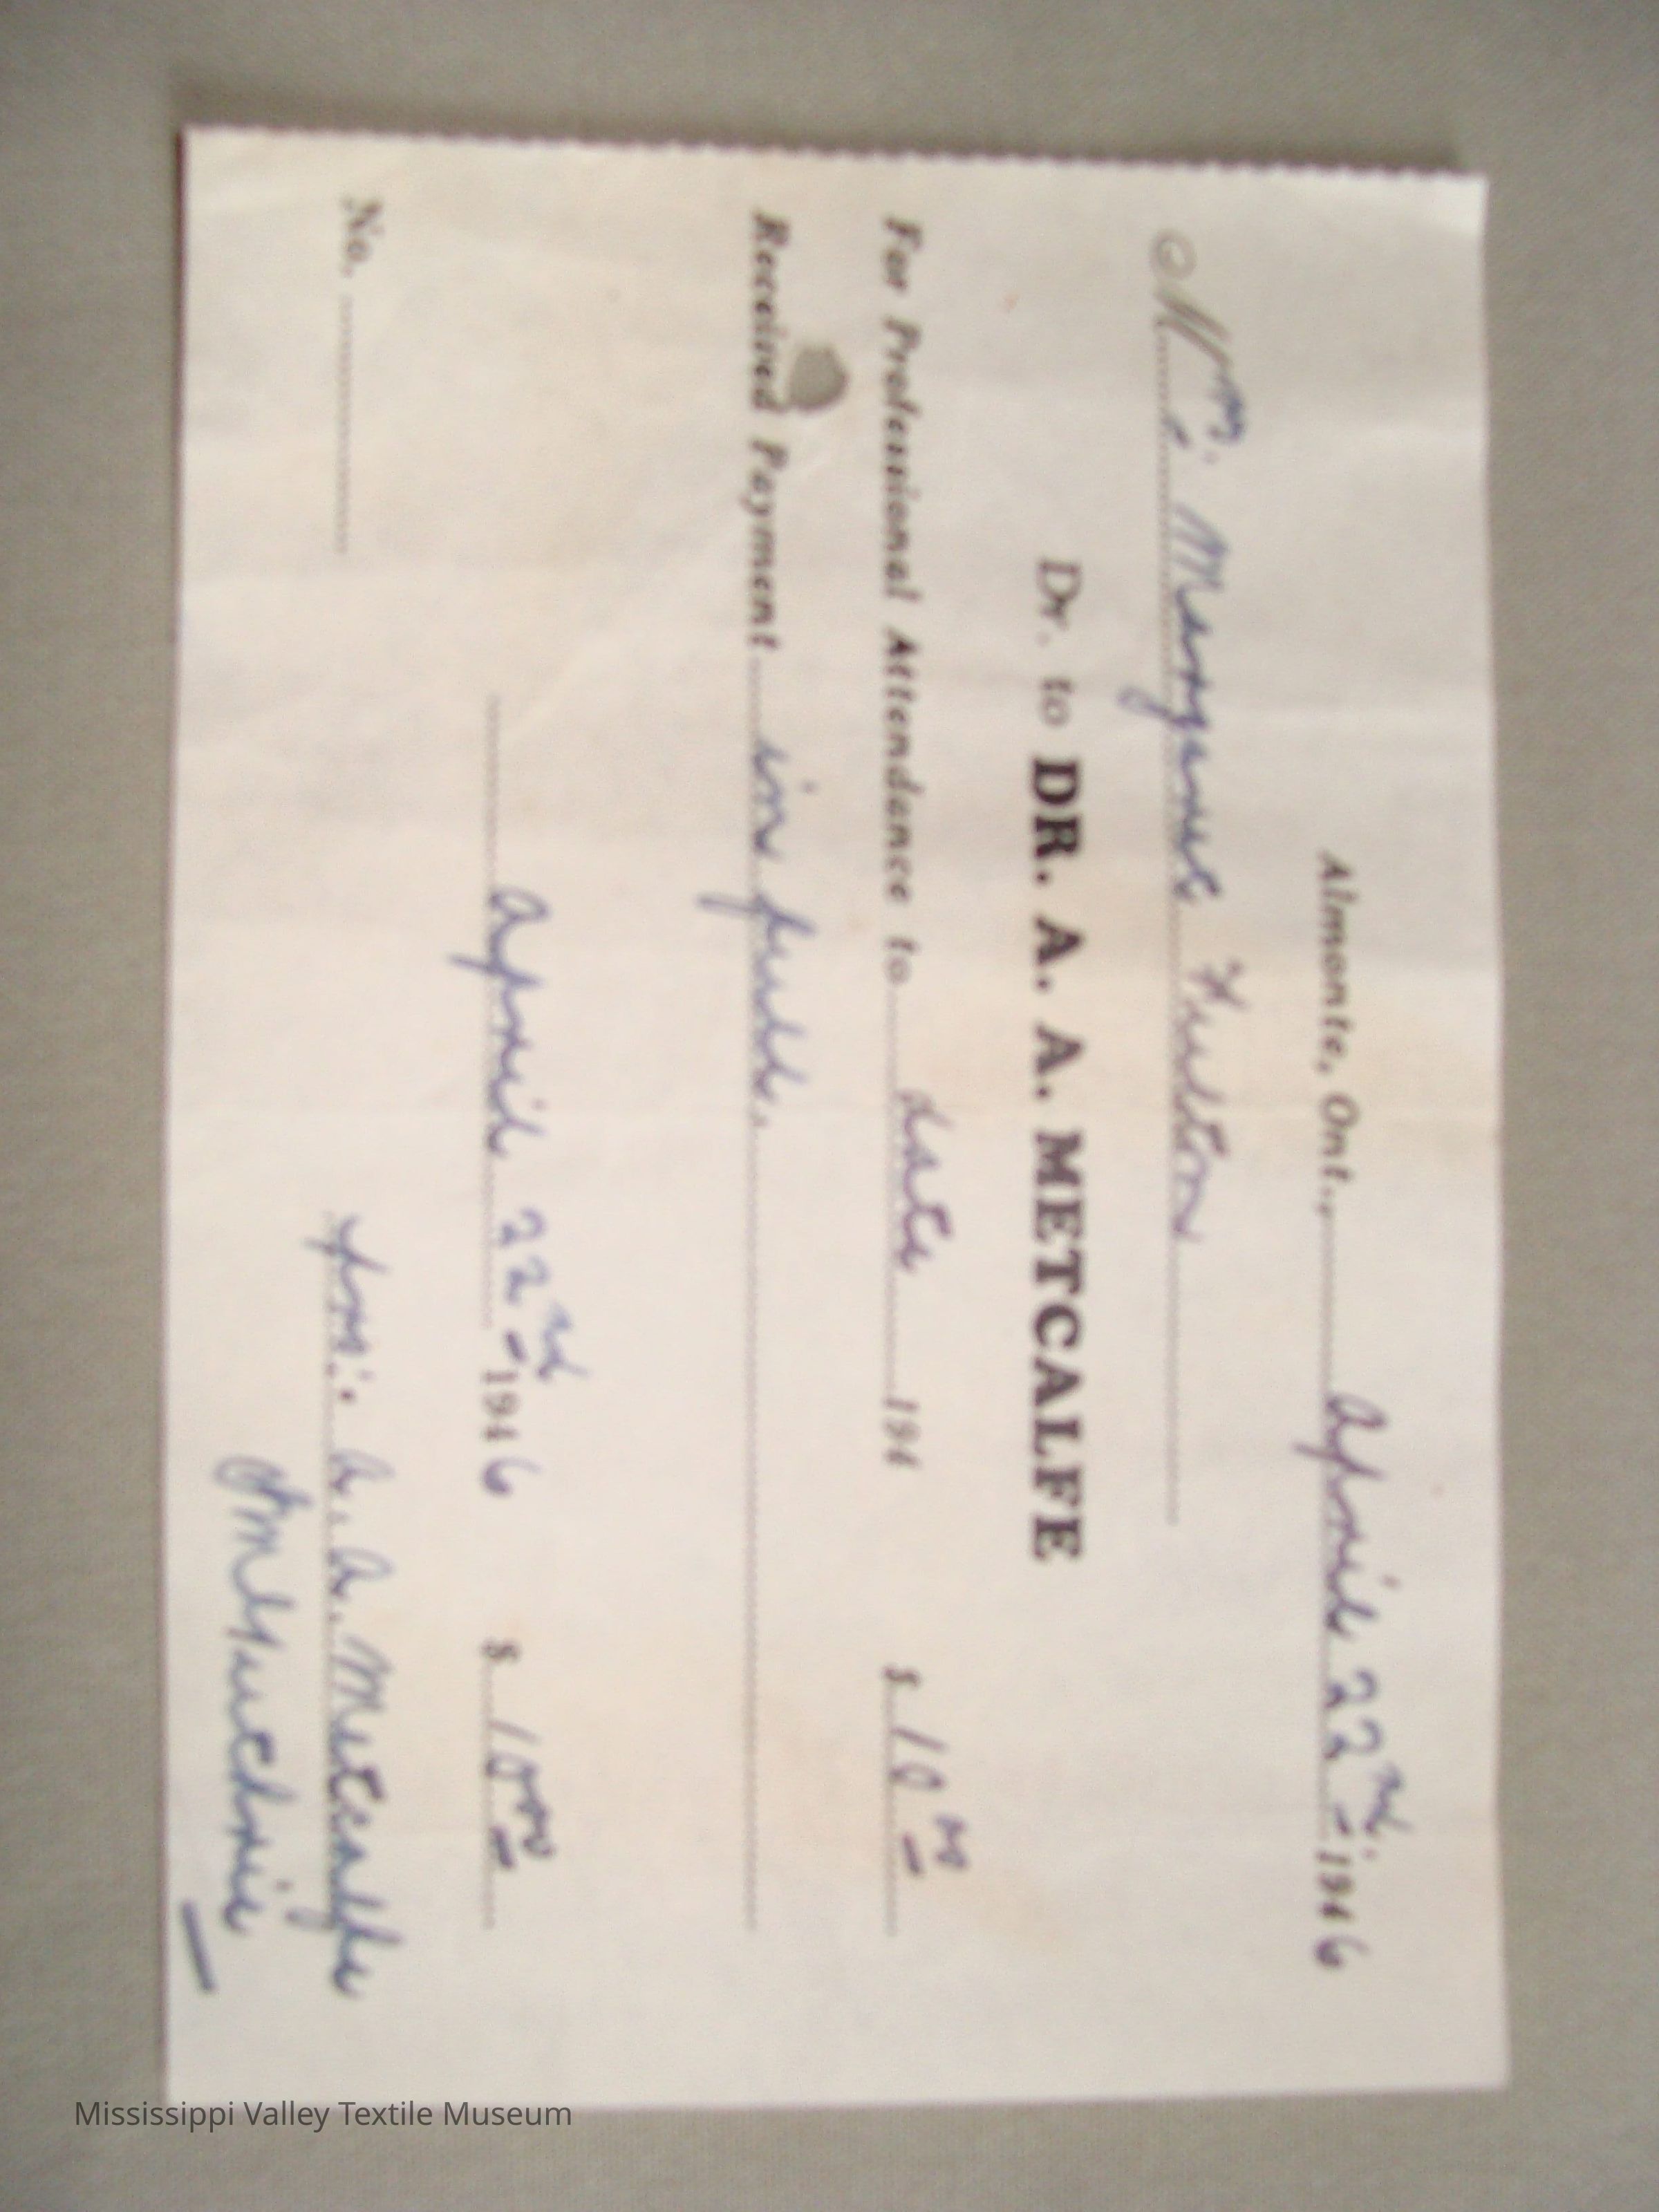 Almonte, Ont., April 22nd 1946
Mrs. Margaret Fulton
Dr. to DR. A. A. METCALFE
For Professional Attendance to date 194 $ 10 00
Received Payment in full.
April 22nd 1946 $ 10 00
A. A. Metcalfe
No.
Mississippi Valley Textile Museum